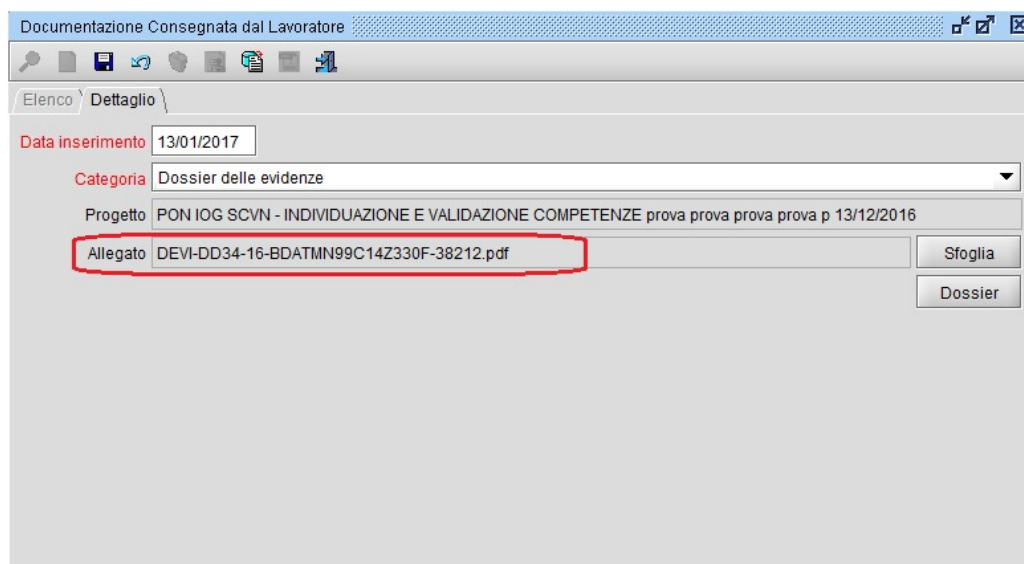 Documentazione Consegnata dal Lavoratore
Elenco Dettaglio
Data inserimento 13/01/2017
Categoria Dossier delle evidenze
Progetto PON IOG SCVN - INDIVIDUAZIONE E VALIDAZIONE COMPETENZE prova prova prova prova p 13/12/2016
Allegato DEVI-DD34-16-BDATMN99C14Z330F-38212.pdf Sfoglia
Dossier